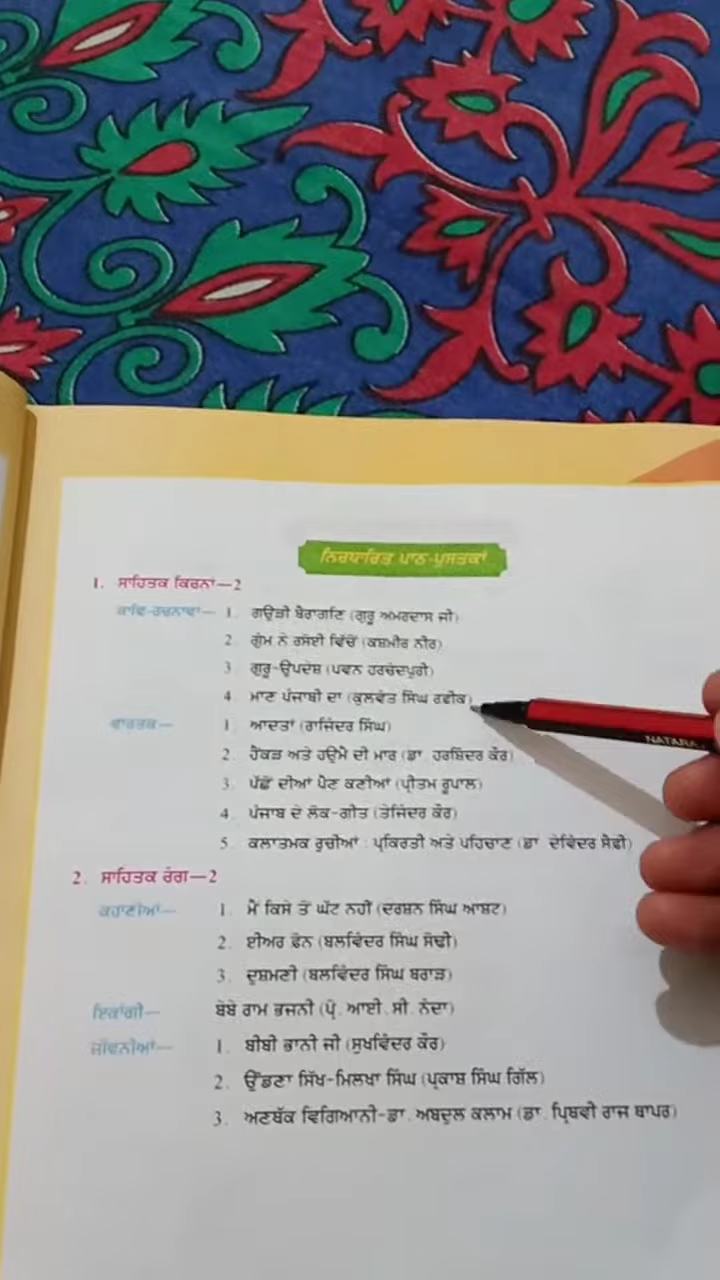 ਨਿਰਧਾਰਿਤ ਪਾਠ-ਪੁਸਤਕਾਂ
1. ਸਾਹਿਤਕ ਕਿਰਨਾਂ—2
ਕਾਵਿ-ਰਚਨਾਵਾਂ— 1. ਗਉੜੀ ਬੈਰਾਗਣਿ (ਗੁਰੂ ਅਮਰਦਾਸ ਜੀ)
2. ਗੁੰਮ ਨੇ ਰਸੋਈ ਵਿੱਚੋਂ (ਕਸ਼ਮੀਰ ਨੀਰ)
3. ਗੁਰੂ-ਉਪਦੇਸ਼ (ਪਵਨ ਹਰਚੰਦਪੁਰੀ)
4. ਮਾਣ ਪੰਜਾਬੀ ਦਾ (ਕੁਲਵੰਤ ਸਿੰਘ ਰਫੀਕ)
ਵਾਰਤਕ— 1. ਆਦਤਾਂ (ਰਾਜਿੰਦਰ ਸਿੰਘ)
2. ਹੈਂਕੜ ਅਤੇ ਹਉਮੈ ਦੀ ਮਾਰ (ਡਾ. ਹਰਸ਼ਿੰਦਰ ਕੌਰ)
3. ਪੱਛੋਂ ਦੀਆਂ ਪੈਣ ਕਣੀਆਂ (ਪ੍ਰੀਤਮ ਰੂਪਾਲ)
4. ਪੰਜਾਬ ਦੇ ਲੋਕ-ਗੀਤ (ਤੇਜਿੰਦਰ ਕੌਰ)
5. ਕਲਾਤਮਕ ਰੁਚੀਆਂ : ਪ੍ਰਕਿਰਤੀ ਅਤੇ ਪਹਿਚਾਣ (ਡਾ. ਦੇਵਿੰਦਰ ਸੈਫ਼ੀ)
2. ਸਾਹਿਤਕ ਰੰਗ—2
ਕਹਾਣੀਆਂ— 1. ਮੈਂ ਕਿਸੇ ਤੋਂ ਘੱਟ ਨਹੀਂ (ਦਰਸ਼ਨ ਸਿੰਘ ਆਸ਼ਟ)
2. ਈਅਰ ਫ਼ੋਨ (ਬਲਵਿੰਦਰ ਸਿੰਘ ਸੋਢੀ)
3. ਦੁਸ਼ਮਣੀ (ਬਲਵਿੰਦਰ ਸਿੰਘ ਬਰਾੜ)
ਇਕਾਂਗੀ— ਬੇਬੇ ਰਾਮ ਭਜਨੀ (ਪ੍ਰੋ. ਆਈ. ਸੀ. ਨੰਦਾ)
ਜੀਵਨੀਆਂ— 1. ਬੀਬੀ ਭਾਨੀ ਜੀ (ਸੁਖਵਿੰਦਰ ਕੌਰ)
2. ਉੱਡਣਾ ਸਿੱਖ-ਮਿਲਖਾ ਸਿੰਘ (ਪ੍ਰਕਾਸ਼ ਸਿੰਘ ਗਿੱਲ)
3. ਅਣਥੱਕ ਵਿਗਿਆਨੀ-ਡਾ. ਅਬਦੁਲ ਕਲਾਮ (ਡਾ. ਪ੍ਰਿਥਵੀ ਰਾਜ ਥਾਪਰ)